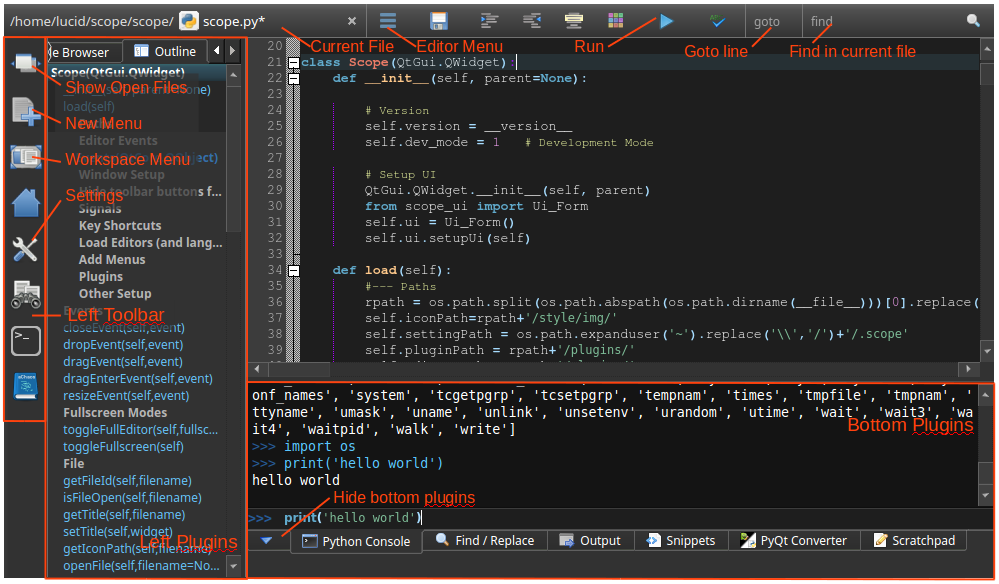 /home/lucid/scope/scope/ scope.py* × goto find
Current File Editor Menu Run Goto line Find in current file
e Browser Outline
Scope(QtGui.QWidget)
Show Open Files
load(self)
New Menu
Editor Events
Workspace Menu
Window Setup
Hide toolbar buttons f...
Settings
Signals
Key Shortcuts
Load Editors (and lang...
Add Menus
Plugins
Other Setup
Events
Left Toolbar
closeEvent(self,event)
dropEvent(self,event)
dragEvent(self,event)
dragEnterEvent(self,event)
resizeEvent(self,event)
Fullscreen Modes
toggleFullEditor(self,fullsc...
toggleFullscreen(self)
File
getFileId(self,filename)
isFileOpen(self,filename)
getTitle(self,filename)
setTitle(self,widget)
Left Plugins
getIconPath(self,filename)
openFile(self,filename=No...
20
21 class Scope(QtGui.QWidget):
22 def __init__(self, parent=None):
23
24 # Version
25 self.version = __version__
26 self.dev_mode = 1 # Development Mode
27
28 # Setup UI
29 QtGui.QWidget.__init__(self, parent)
30 from scope_ui import Ui_Form
31 self.ui = Ui_Form()
32 self.ui.setupUi(self)
33
34 def load(self):
35 #--- Paths
36 rpath = os.path.split(os.path.abspath(os.path.dirname(__file__)))[0].replace(
37 self.iconPath=rpath+'/style/img/'
38 self.settingPath = os.path.expanduser('~').replace('\\','/')+'/.scope'
39 self.pluginPath = rpath+'/plugins/'
onf_names', 'system', 'tcgetpgrp', 'tcsetpgrp', 'tempnam', 'times', 'tmpfile', 'tmpnam', '
ttyname', 'umask', 'uname', 'unlink', 'unsetenv', 'urandom', 'utime', 'wait', 'wait3', 'wa
it4', 'waitpid', 'walk', 'write']
Bottom Plugins
>>> import os
>>> print('hello world')
hello world
Hide bottom plugins
>>> print('hello world')
Python Console Find / Replace Output Snippets PyQt Converter Scratchpad